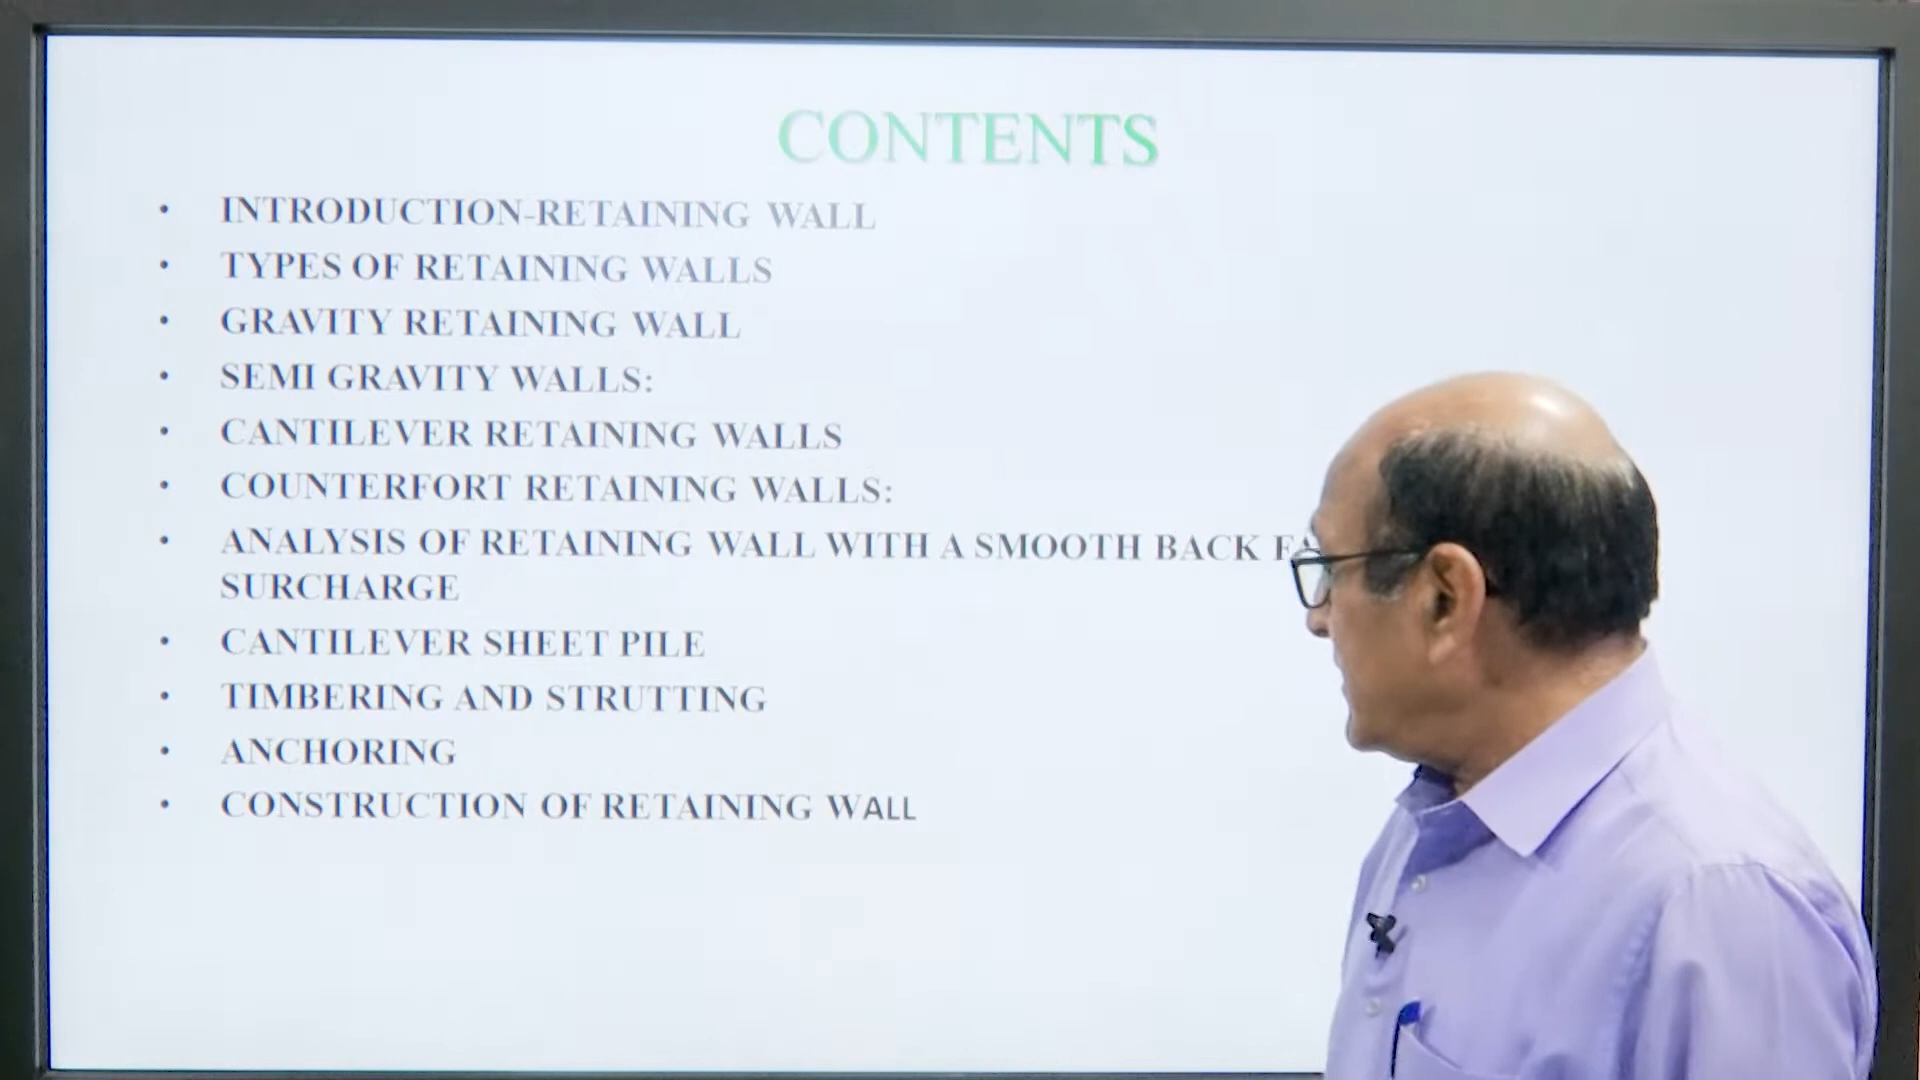 CONTENTS
• INTRODUCTION-RETAINING WALL
• TYPES OF RETAINING WALLS
• GRAVITY RETAINING WALL
• SEMI GRAVITY WALLS:
• CANTILEVER RETAINING WALLS
• COUNTERFORT RETAINING WALLS:
• ANALYSIS OF RETAINING WALL WITH A SMOOTH BACK
SURCHARGE
• CANTILEVER SHEET PILE
• TIMBERING AND STRUTTING
• ANCHORING
• CONSTRUCTION OF RETAINING WALL